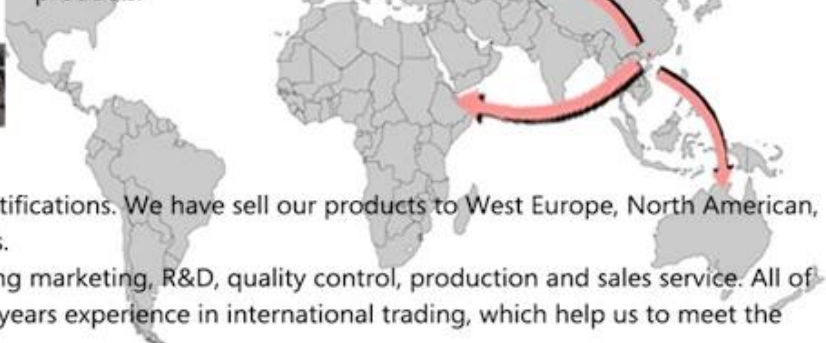 tifications. We have sell our products to West Europe, North American,
s.
ng marketing, R&D, quality control, production and sales service. All of
years experience in international trading, which help us to meet the